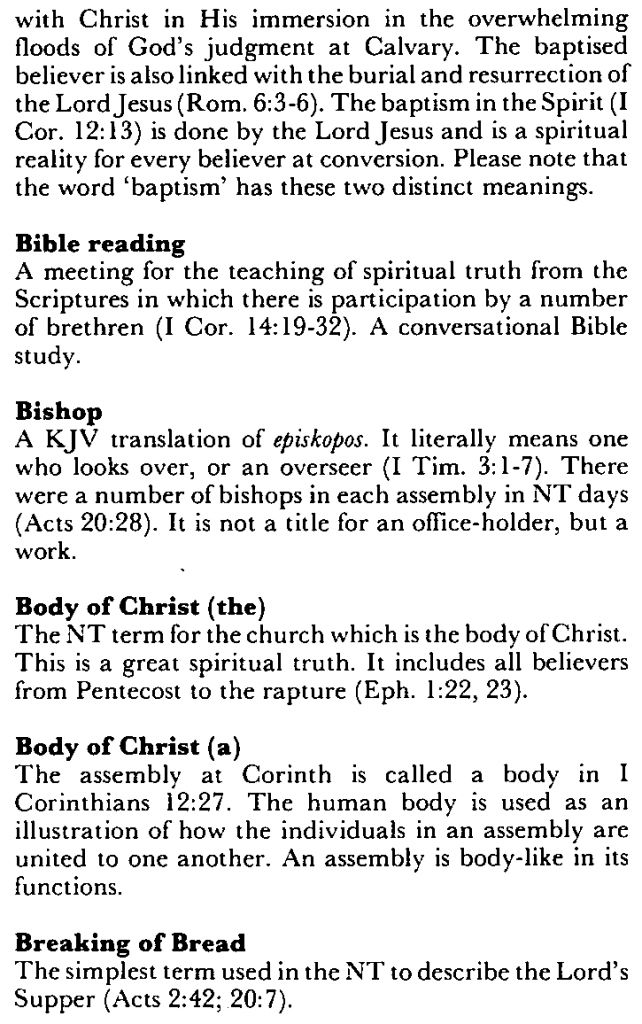 with Christ in His immersion in the overwhelming
floods of God's judgment at Calvary. The baptised
believer is also linked with the burial and resurrection of
the Lord Jesus (Rom. 6:3-6). The baptism in the Spirit (I
Cor. 12:13) is done by the Lord Jesus and is a spiritual
reality for every believer at conversion. Please note that
the word 'baptism' has these two distinct meanings.
Bible reading
A meeting for the teaching of spiritual truth from the
Scriptures in which there is participation by a number
of brethren (I Cor. 14:19-32). A conversational Bible
study.
Bishop
A KJV translation of episkopos. It literally means one
who looks over, or an overseer (I Tim. 3:1-7). There
were a number of bishops in each assembly in NT days
(Acts 20:28). It is not a title for an office-holder, but a
work.
Body of Christ (the)
The NT term for the church which is the body of Christ.
This is a great spiritual truth. It includes all believers
from Pentecost to the rapture (Eph. 1:22, 23).
Body of Christ (a)
The assembly at Corinth is called a body in I
Corinthians 12:27. The human body is used as an
illustration of how the individuals in an assembly are
united to one another. An assembly is body-like in its
functions.
Breaking of Bread
The simplest term used in the NT to describe the Lord's
Supper (Acts 2:42; 20:7).